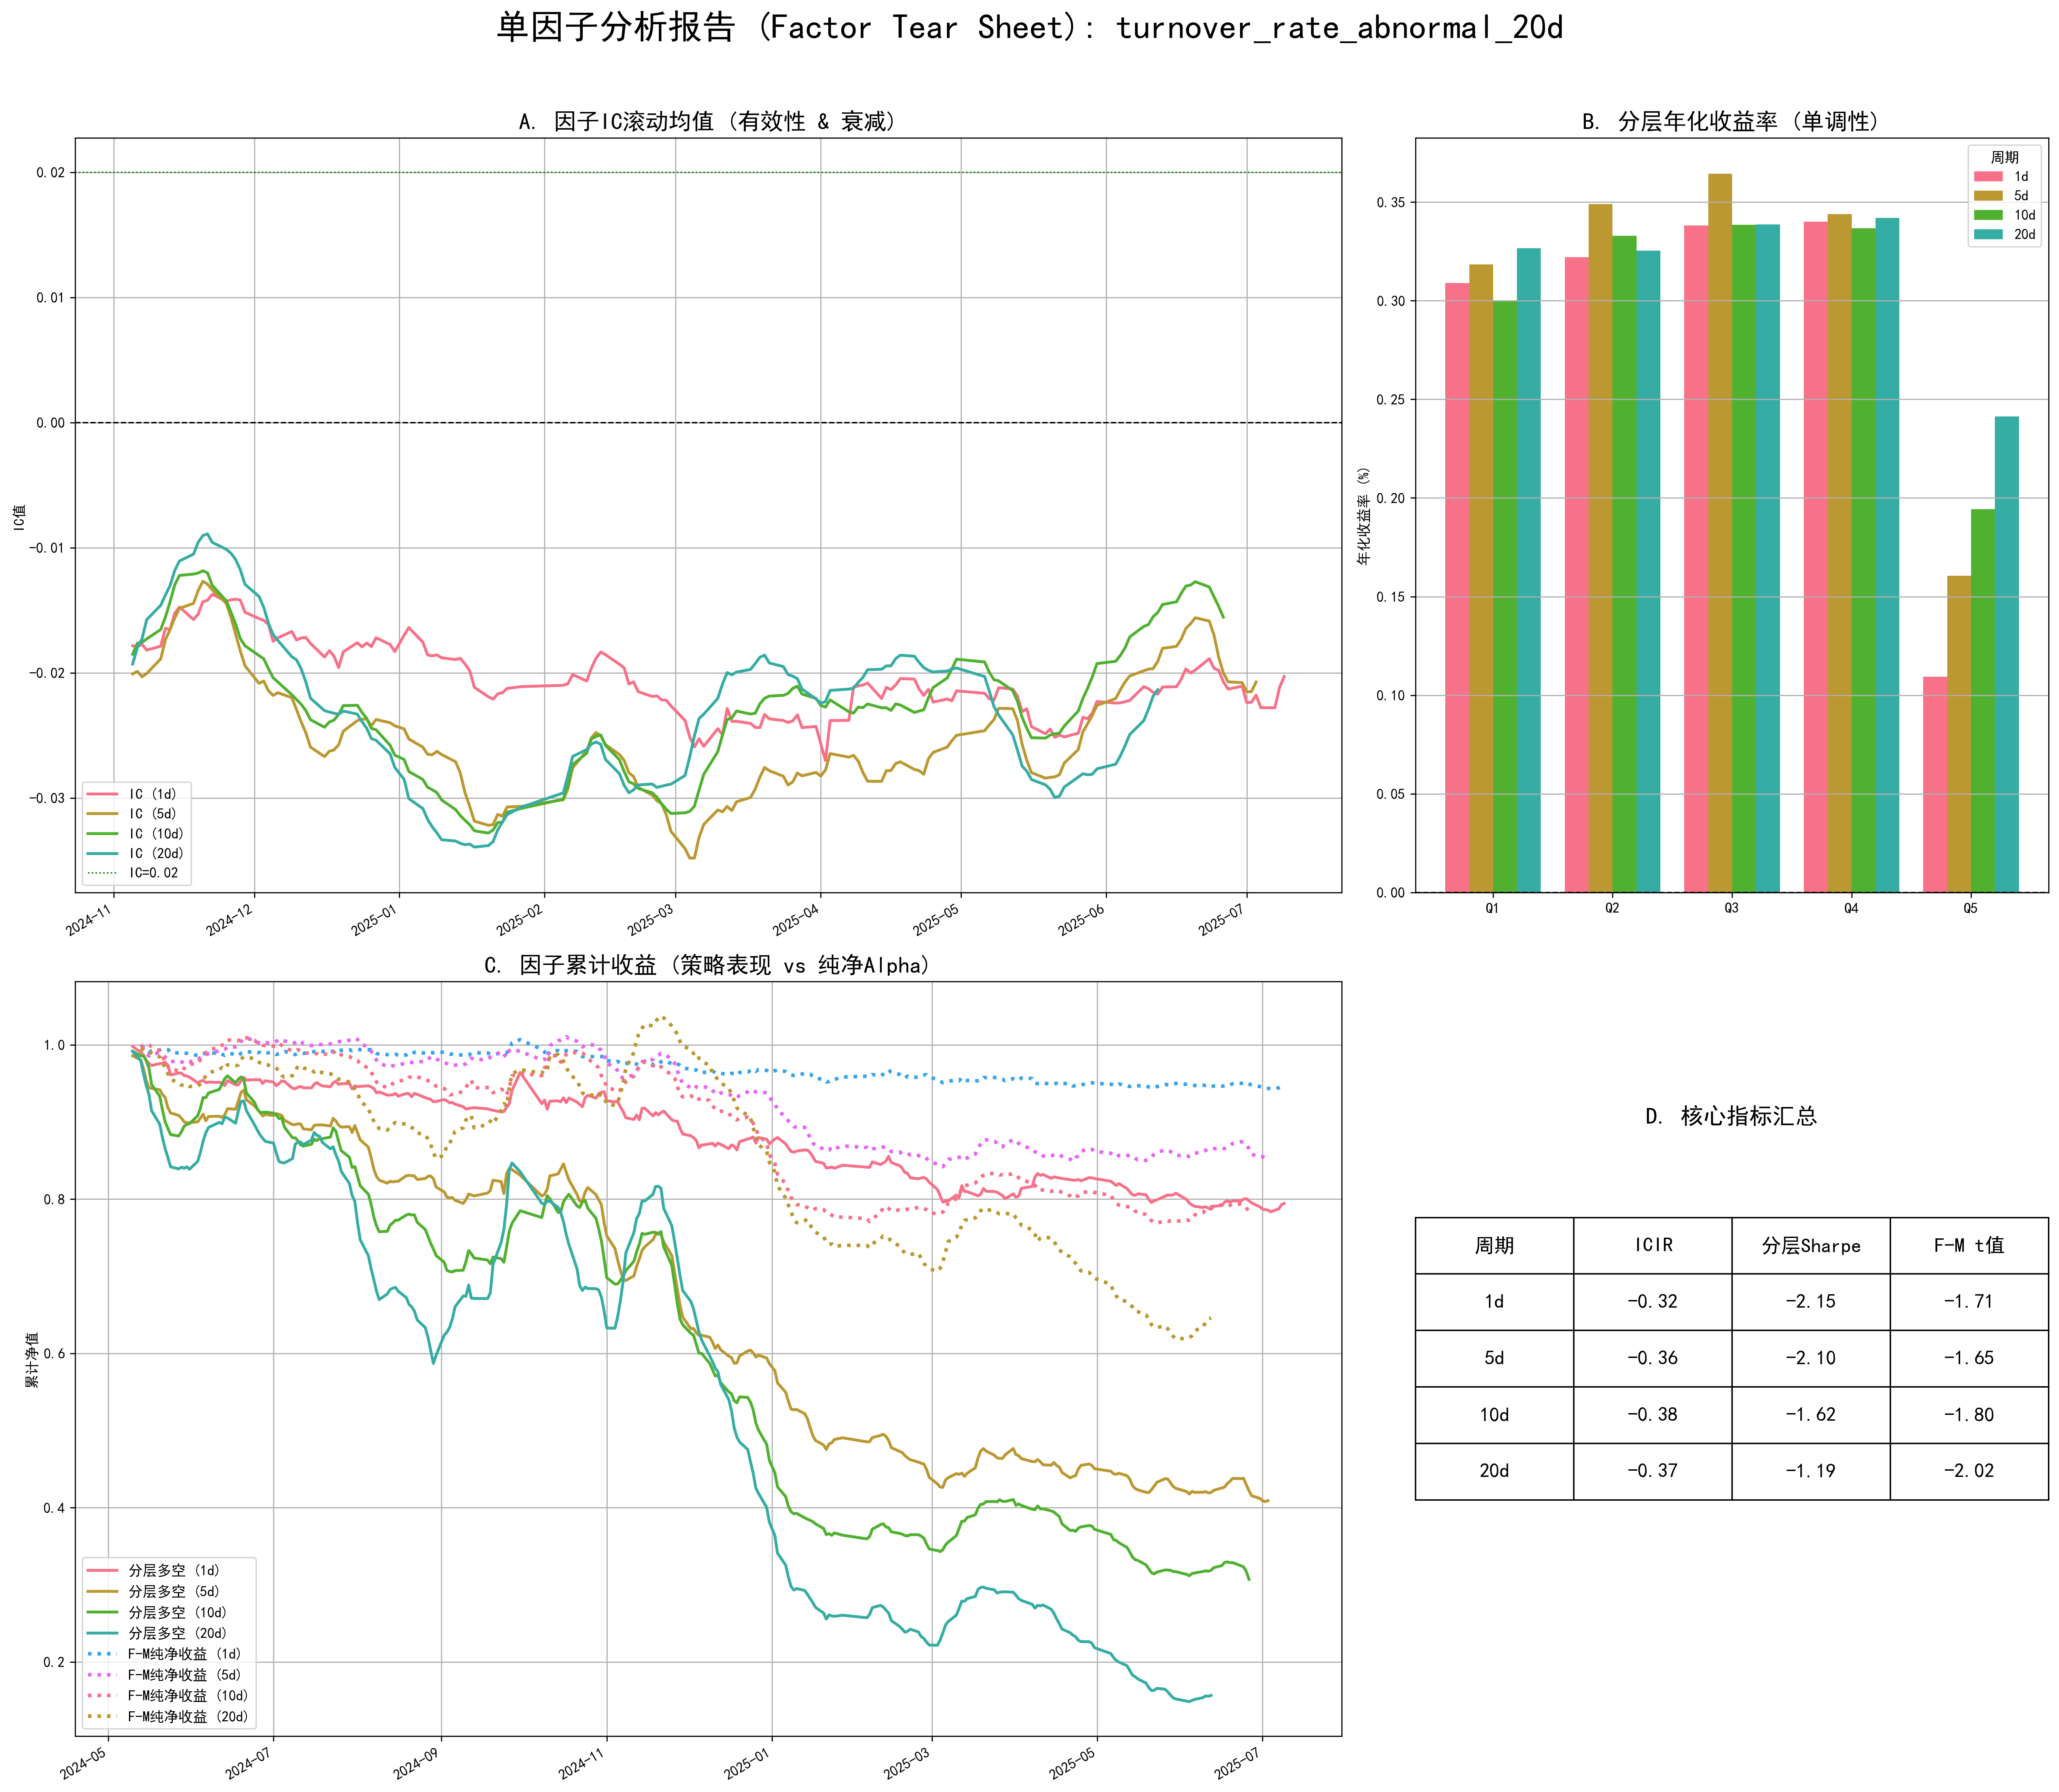 单因子分析报告 (Factor Tear Sheet): turnover_rate_abnormal_20d
A. 因子IC滚动均值 (有效性 & 衰减)
IC值
0.02
0.01
0.00
-0.01
-0.02
-0.03
IC (1d)
IC (5d)
IC (10d)
IC (20d)
IC=0.02
2024-11
2024-12
2025-01
2025-02
2025-03
2025-04
2025-05
2025-06
2025-07
B. 分层年化收益率 (单调性)
年化收益率 (%)
0.35
0.30
0.25
0.20
0.15
0.10
0.05
0.00
周期
1d
5d
10d
20d
Q1
Q2
Q3
Q4
Q5
C. 因子累计收益 (策略表现 vs 纯净Alpha)
累计净值
1.0
0.8
0.6
0.4
0.2
分层多空 (1d)
分层多空 (5d)
分层多空 (10d)
分层多空 (20d)
F-M纯净收益 (1d)
F-M纯净收益 (5d)
F-M纯净收益 (10d)
F-M纯净收益 (20d)
2024-05
2024-07
2024-09
2024-11
2025-01
2025-03
2025-05
2025-07
D. 核心指标汇总
周期 ICIR 分层Sharpe F-M t值
1d -0.32 -2.15 -1.71
5d -0.36 -2.10 -1.65
10d -0.38 -1.62 -1.80
20d -0.37 -1.19 -2.02